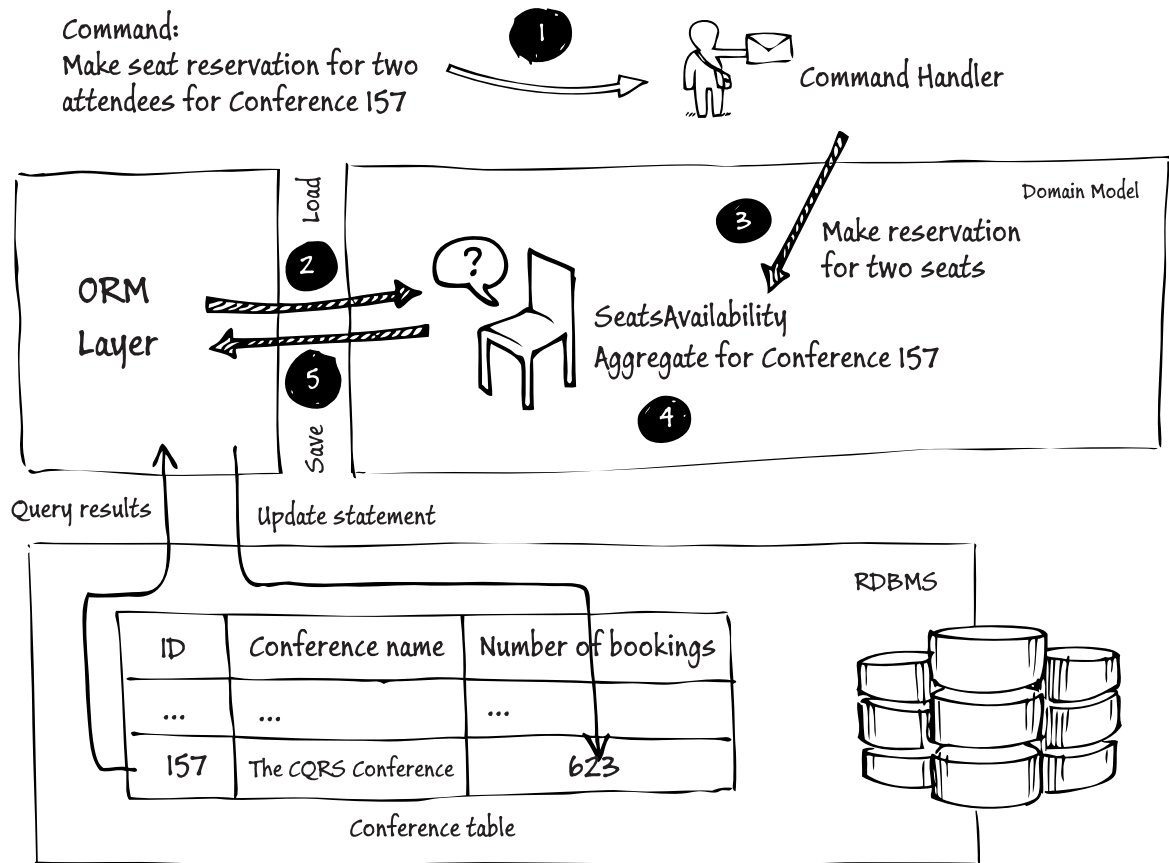 Command:
Make seat reservation for two
attendees for Conference 157
1
Command Handler
Load
Domain Model
3
Make reservation
for two seats
2
?
ORM
Layer
SeatsAvailability
Aggregate for Conference 157
5
4
Save
Query results
Update statement
RDBMS
ID Conference name Number of bookings
... ... ...
157 The CQRS Conference 623
Conference table